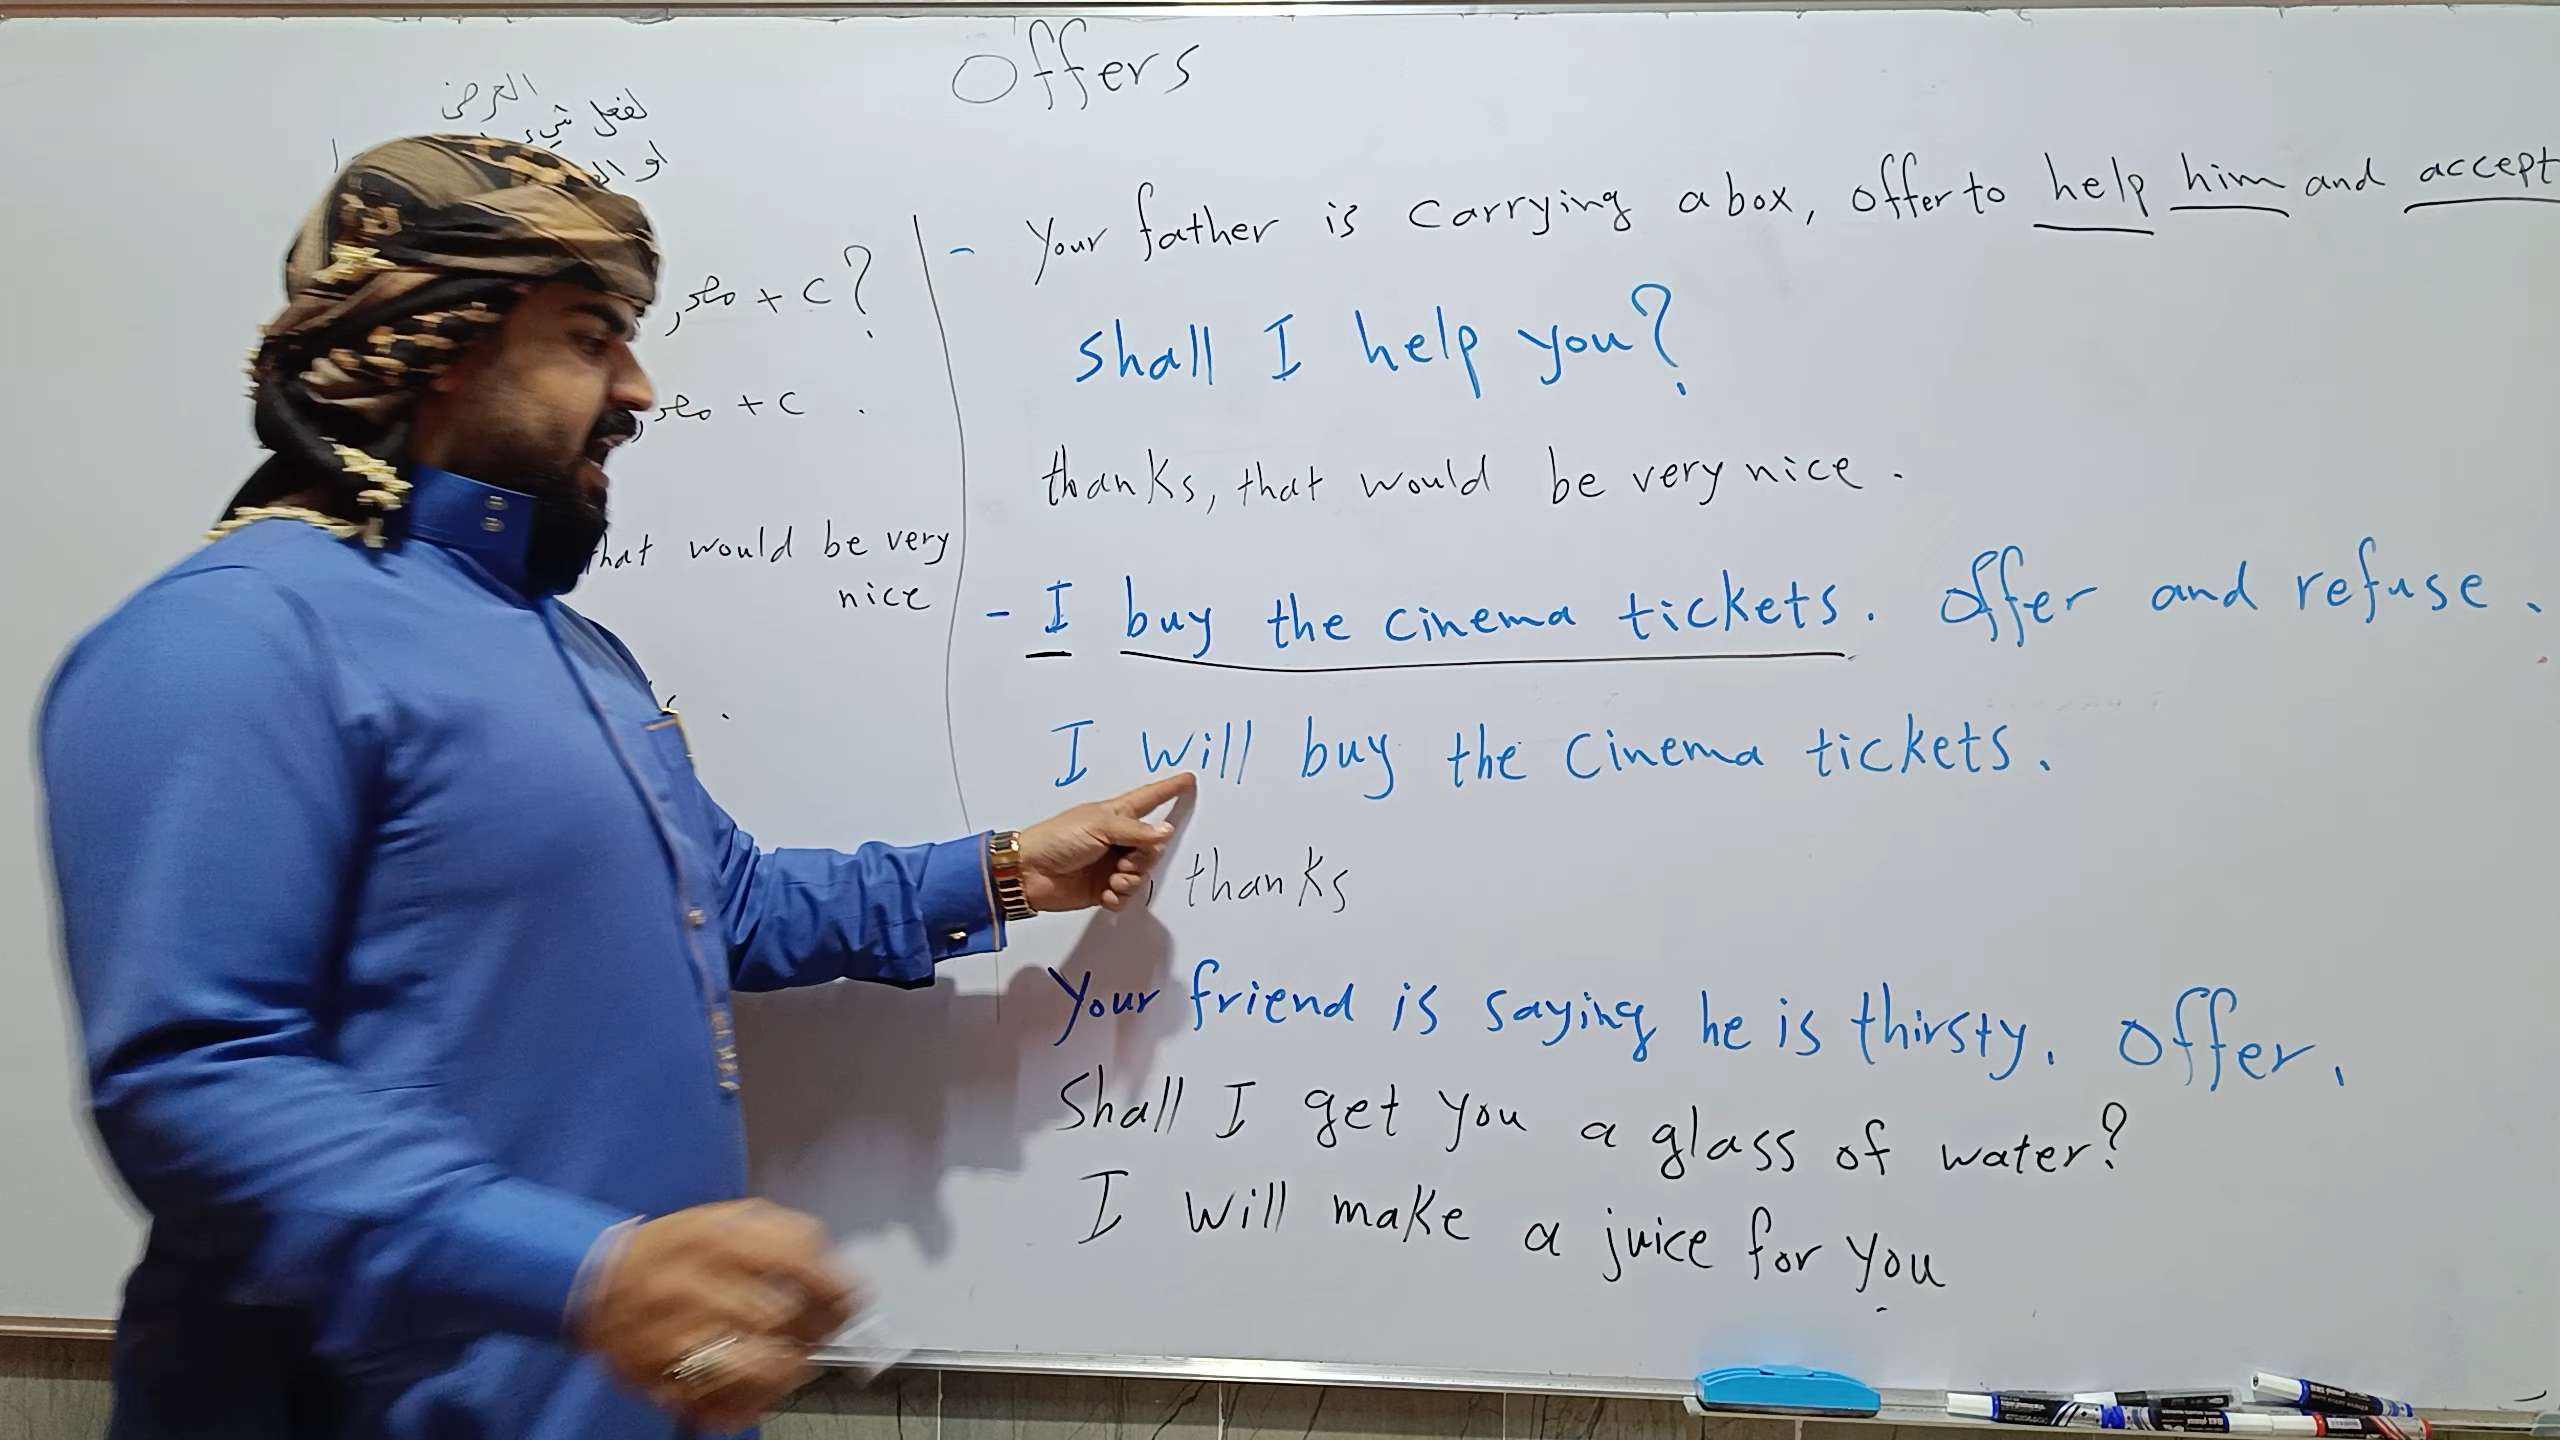 Offers
العرض
لفعل شيء
او
مصدر + C ?
مصدر + C .
that would be very
nice
- Your father is carrying a box, offer to help him and accept
Shall I help you?
thanks, that would be very nice.
- I buy the cinema tickets. Offer and refuse.
I will buy the cinema tickets.
, thanks
Your friend is saying he is thirsty. Offer.
Shall I get you a glass of water?
I will make a juice for you